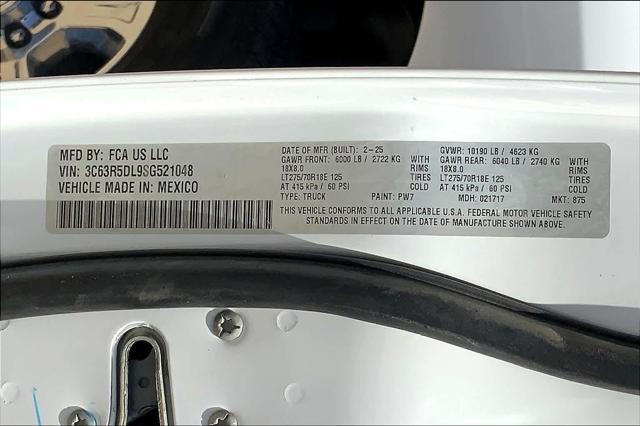 MFD BY: FCA US LLC
VIN: 3C63R5DL9SG521048
VEHICLE MADE IN: MEXICO
DATE OF MFR (BUILT): 2-25 GVWR: 10190 LB / 4623 KG
GAWR FRONT: 6000 LB / 2722 KG GAWR REAR: 6040 LB / 2740 KG
18X8.0 RIMS 18X8.0 RIMS
LT275/70R18E 125 TIRES LT275/70R18E 125 TIRES
AT 415 kPa / 60 PSI AT 415 kPa / 60 PSI
TYPE: TRUCK PAINT: PW7 MDH: 021717 MKT: 875
THIS VEHICLE CONFORMS TO ALL APPLICABLE U.S.A. FEDERAL MOTOR VEHICLE SAFETY
STANDARDS IN EFFECT ON THE DATE OF MANUFACTURE SHOWN ABOVE.